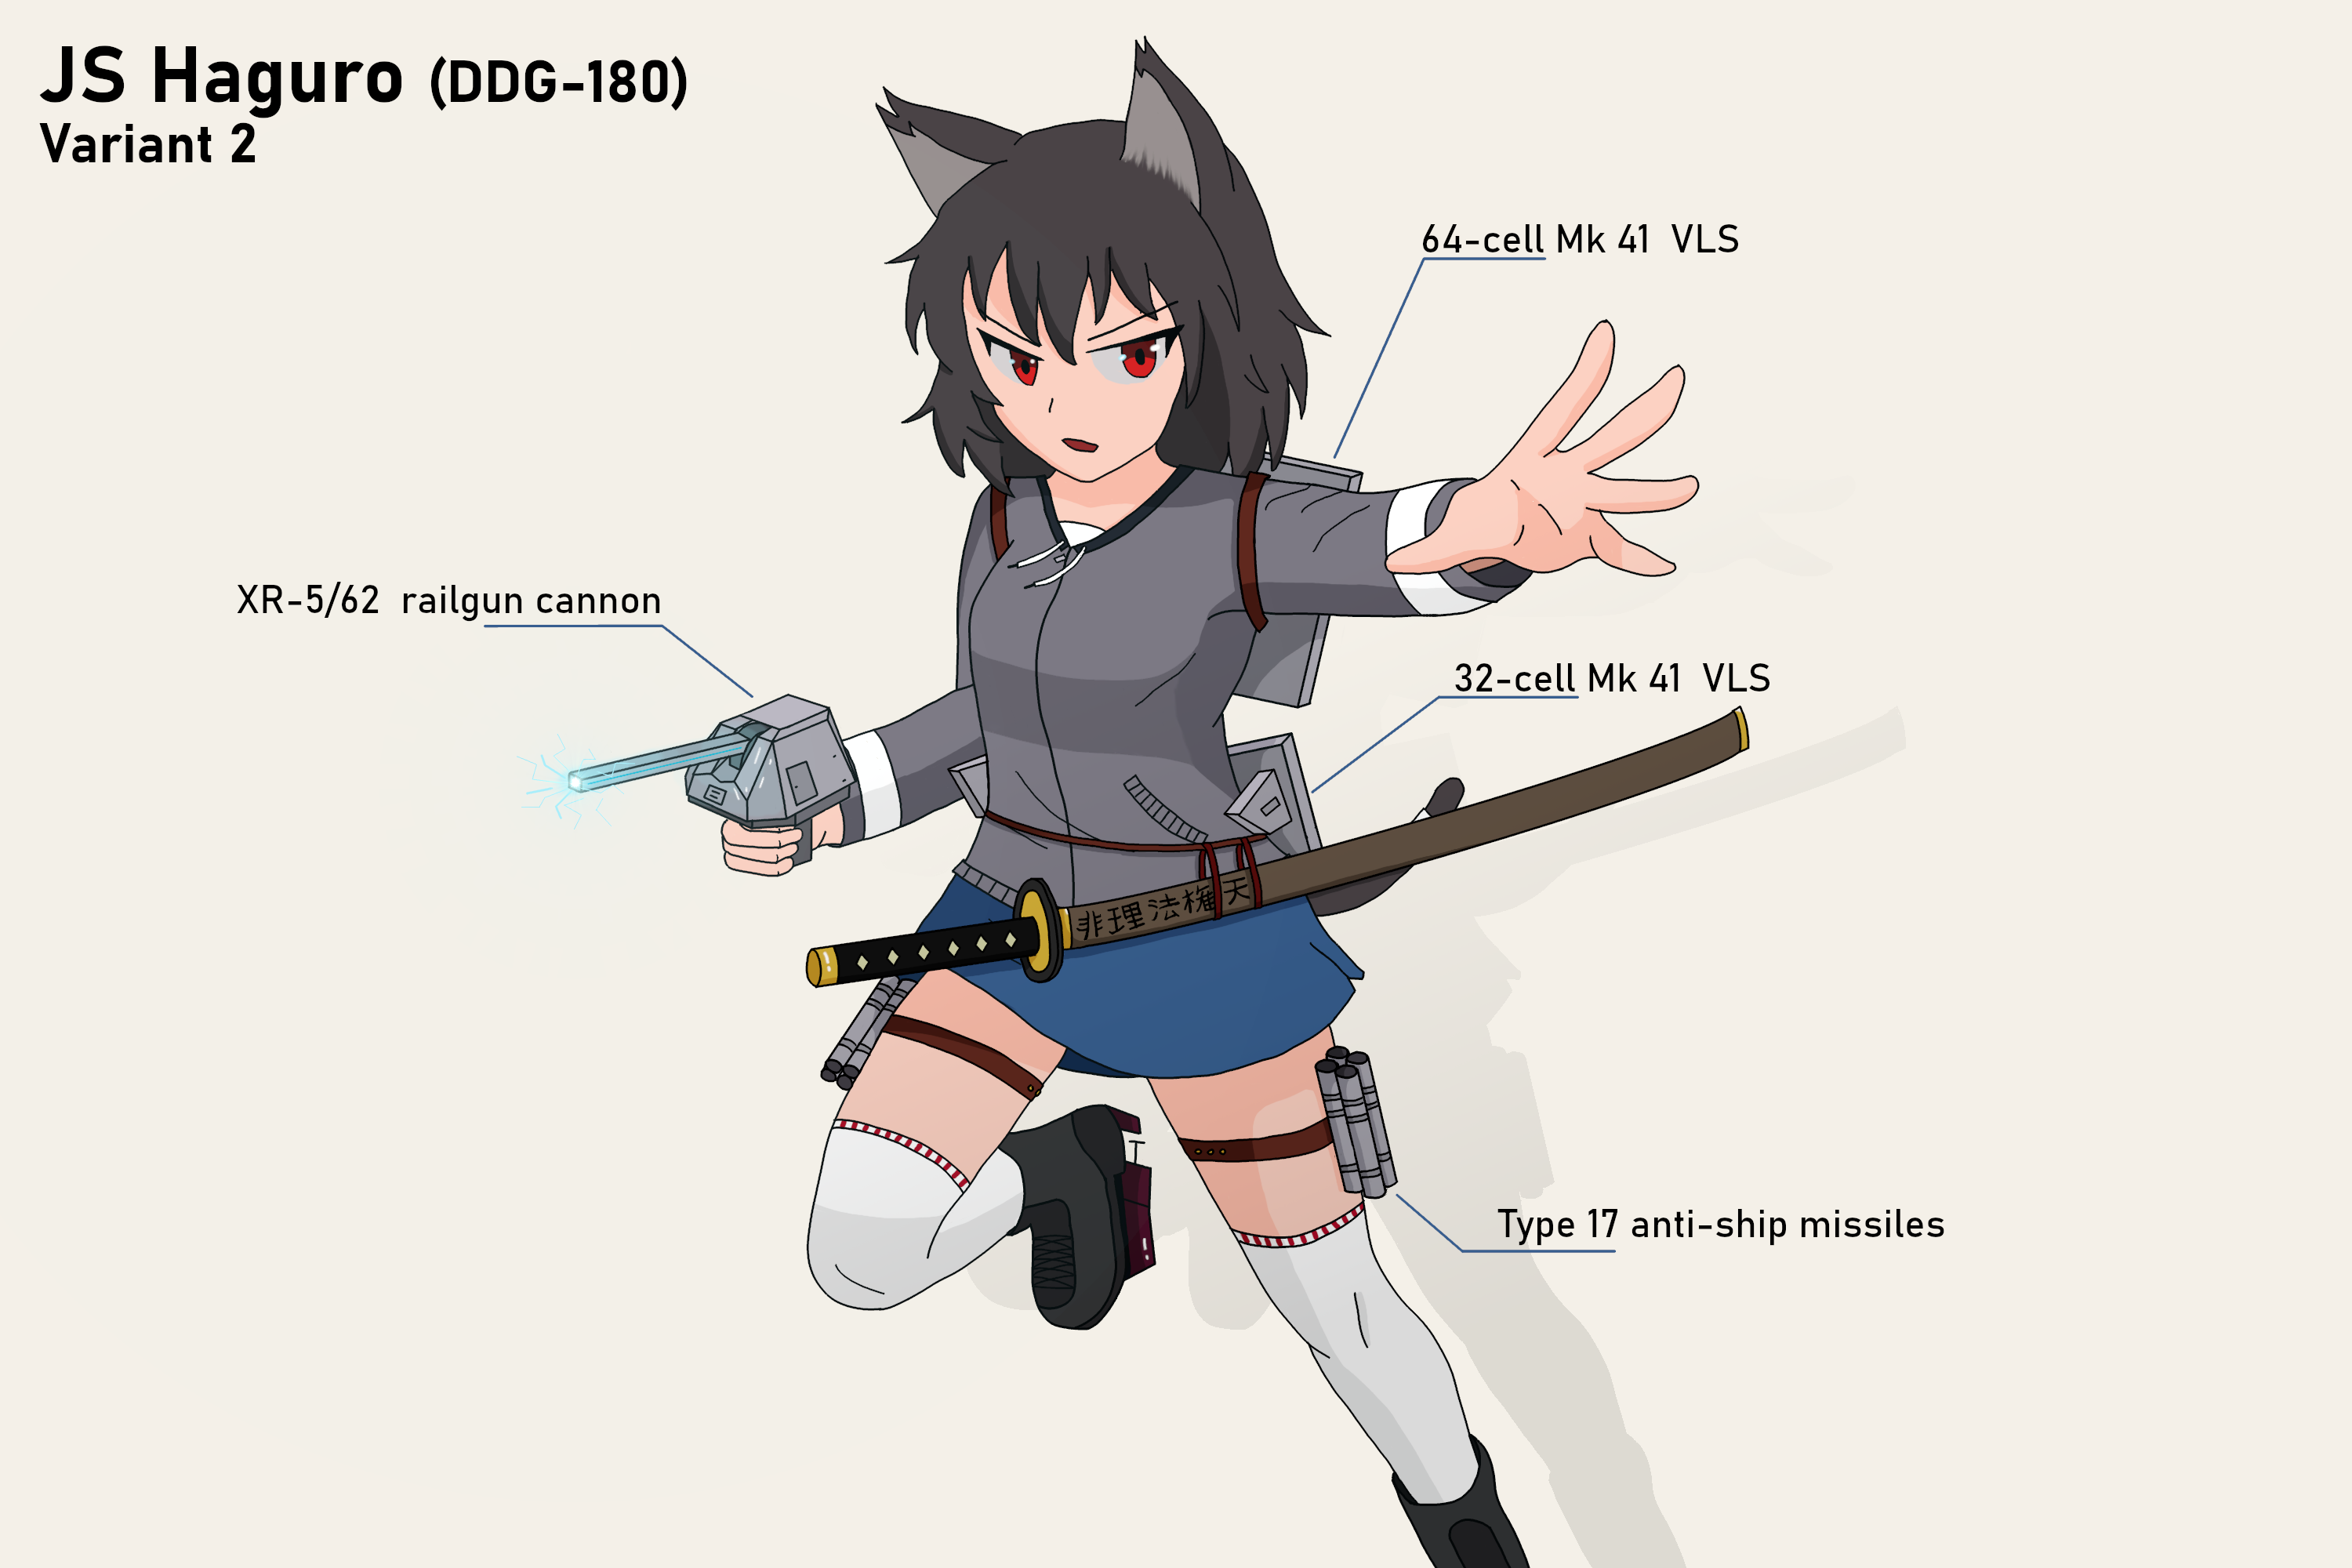 JS Haguro (DDG-180)
Variant 2
64-cell Mk 41 VLS
XR-5/62 railgun cannon
32-cell Mk 41 VLS
非理法権天
Type 17 anti-ship missiles